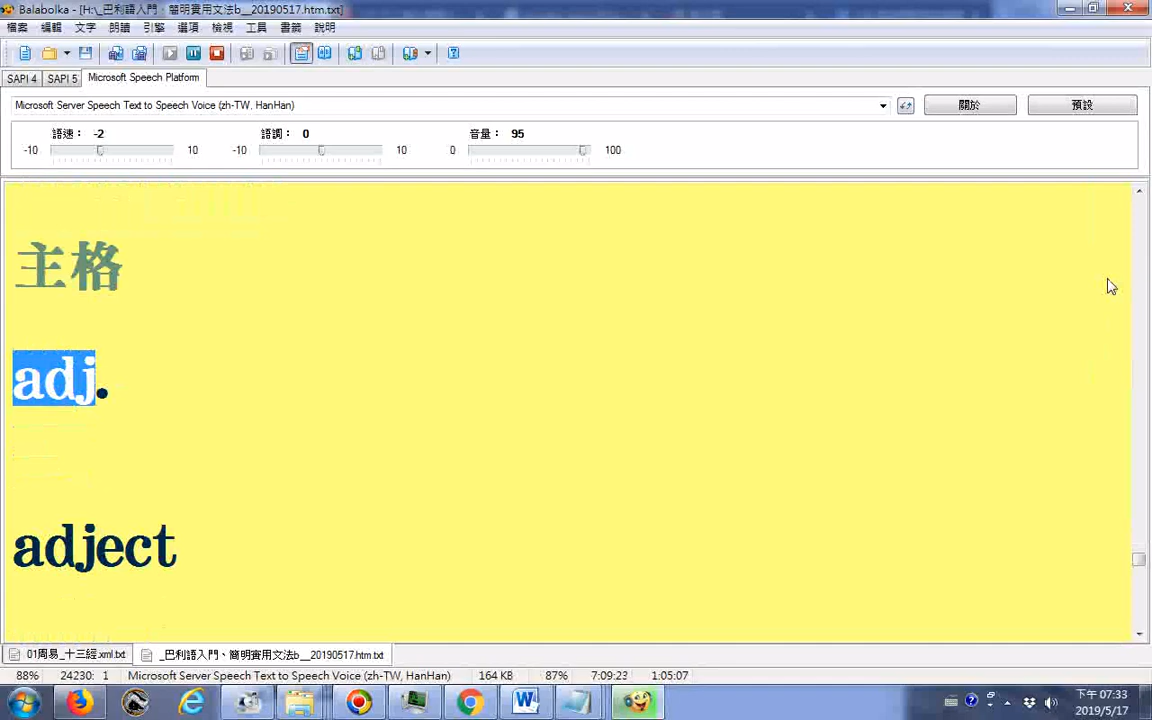 Balabolka - [H:\_巴利語入門、簡明實用文法b__20190517.htm.txt]
檔案 編輯 文字 朗讀 引擎 選項 檢視 工具 書籤 說明
SAPI 4 SAPI 5 Microsoft Speech Platform
Microsoft Server Speech Text to Speech Voice (zh-TW, HanHan) 關於 預設
語速： -2 語調： 0 音量： 95
-10 10 -10 10 0 100
主格
adj.
adject
01周易_十三經.xml.txt _巴利語入門、簡明實用文法b__20190517.htm.txt
88% 24230: 1 Microsoft Server Speech Text to Speech Voice (zh-TW, HanHan) 164 KB 87% 7:09:23 1:05:07
下午 07:33
2019/5/17